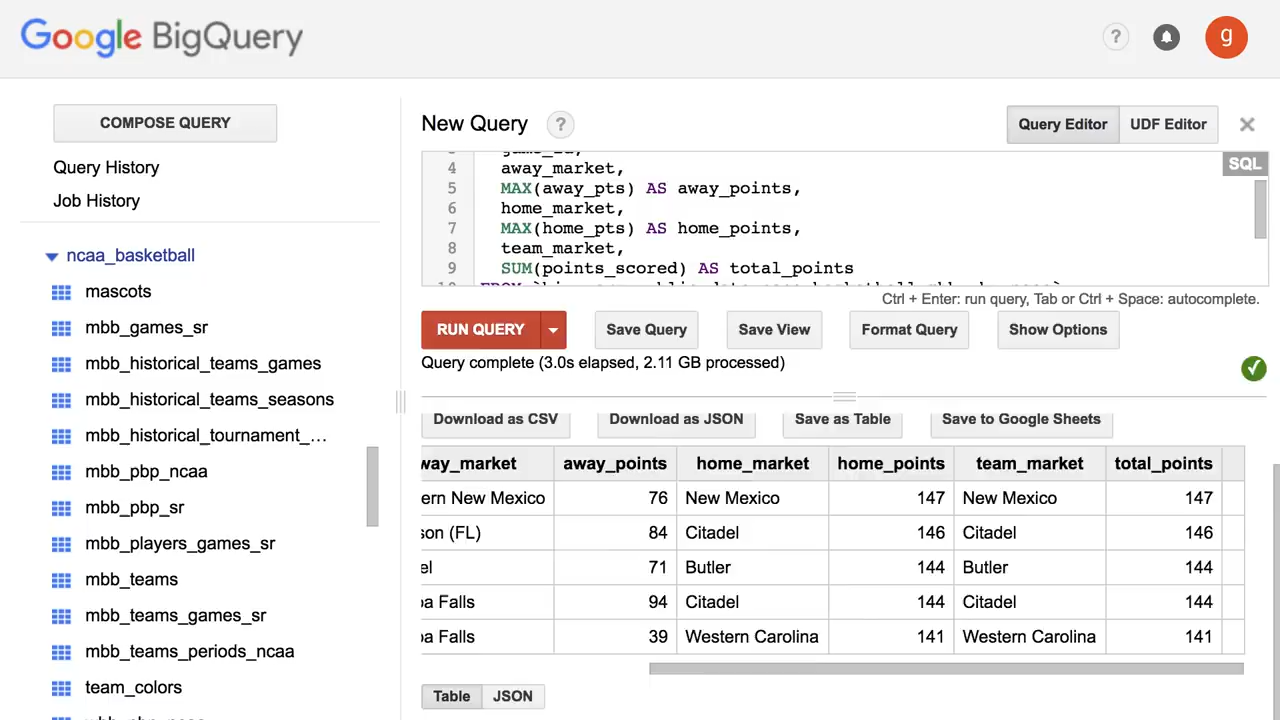 Google BigQuery
?
g
COMPOSE QUERY
Query History
Job History
ncaa_basketball
mascots
mbb_games_sr
mbb_historical_teams_games
mbb_historical_teams_seasons
mbb_historical_tournament_…
mbb_pbp_ncaa
mbb_pbp_sr
mbb_players_games_sr
mbb_teams
mbb_teams_games_sr
mbb_teams_periods_ncaa
team_colors
New Query ?
Query Editor UDF Editor
SQL
4 away_market,
5 MAX(away_pts) AS away_points,
6 home_market,
7 MAX(home_pts) AS home_points,
8 team_market,
9 SUM(points_scored) AS total_points
Ctrl + Enter: run query, Tab or Ctrl + Space: autocomplete.
RUN QUERY Save Query Save View Format Query Show Options
Query complete (3.0s elapsed, 2.11 GB processed)
Download as CSV Download as JSON Save as Table Save to Google Sheets
way_market away_points home_market home_points team_market total_points
ern New Mexico 76 New Mexico 147 New Mexico 147
son (FL) 84 Citadel 146 Citadel 146
el 71 Butler 144 Butler 144
oa Falls 94 Citadel 144 Citadel 144
oa Falls 39 Western Carolina 141 Western Carolina 141
Table JSON